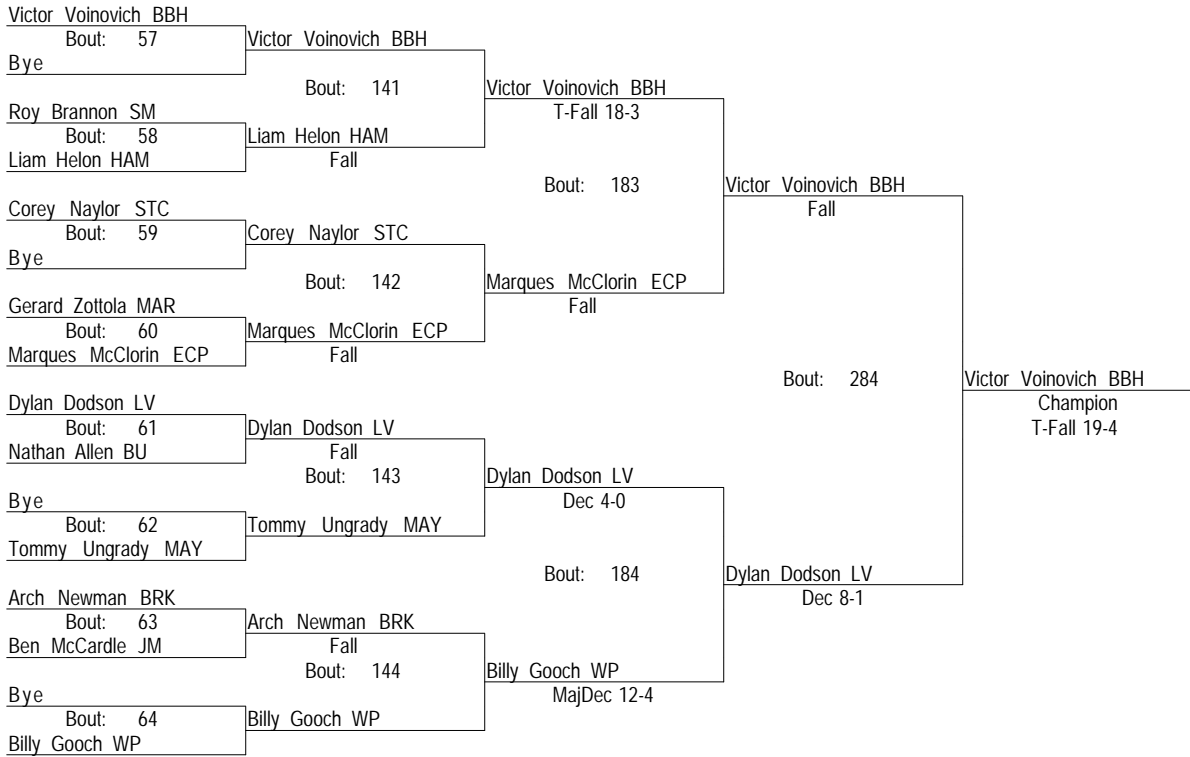 Victor Voinovich BBH
Bout: 57
Bye
Victor Voinovich BBH
Bout: 141
Roy Brannon SM
Bout: 58
Liam Helon HAM
Liam Helon HAM
Fall
Victor Voinovich BBH
T-Fall 18-3
Bout: 183
Corey Naylor STC
Bout: 59
Bye
Corey Naylor STC
Bout: 142
Gerard Zottola MAR
Bout: 60
Marques McClorin ECP
Marques McClorin ECP
Fall
Marques McClorin ECP
Fall
Victor Voinovich BBH
Fall
Bout: 284
Dylan Dodson LV
Bout: 61
Nathan Allen BU
Dylan Dodson LV
Fall
Bout: 143
Bye
Bout: 62
Tommy Ungrady MAY
Tommy Ungrady MAY
Dylan Dodson LV
Dec 4-0
Bout: 184
Arch Newman BRK
Bout: 63
Ben McCardle JM
Arch Newman BRK
Fall
Bout: 144
Bye
Bout: 64
Billy Gooch WP
Billy Gooch WP
Billy Gooch WP
MajDec 12-4
Dylan Dodson LV
Dec 8-1
Victor Voinovich BBH
Champion
T-Fall 19-4